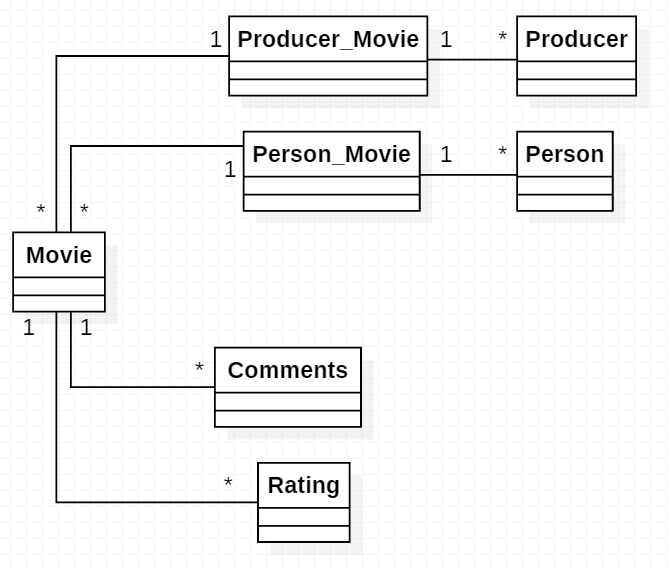 1 Producer_Movie 1 * Producer
1 Person_Movie 1 * Person
* *
Movie
1 1
* Comments
* Rating